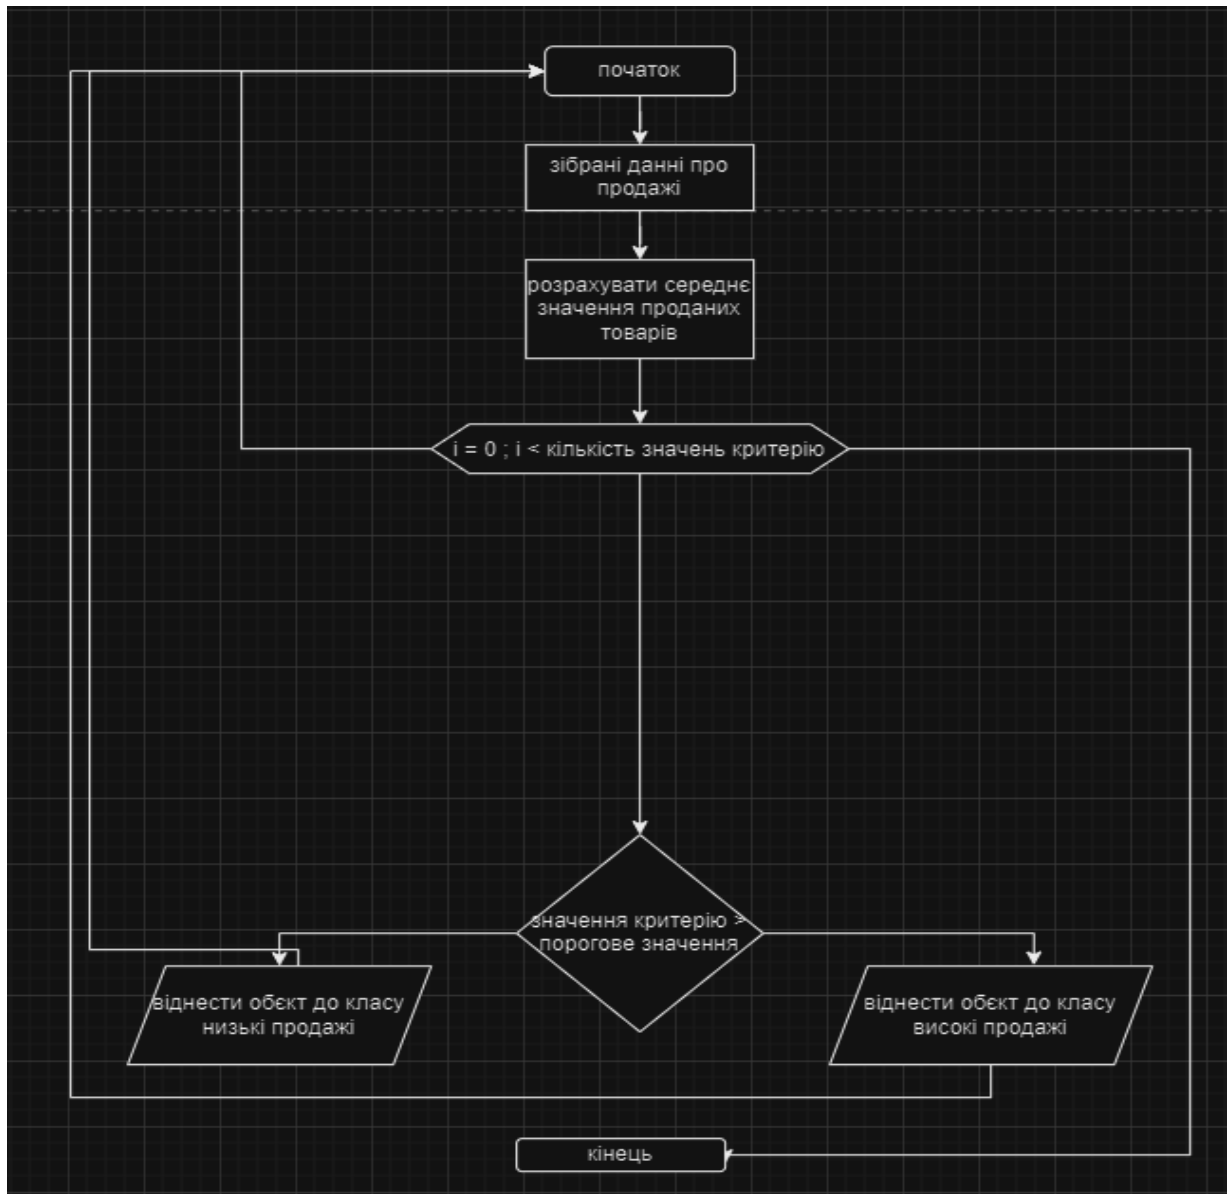 початок
зібрані данні про
продажі
розрахувати середнє
значення проданих
товарів
і = 0 ; і < кількість значень критерію
значення критерію >
порогове значення
віднести обєкт до класу
низькі продажі
віднести обєкт до класу
високі продажі
кінець